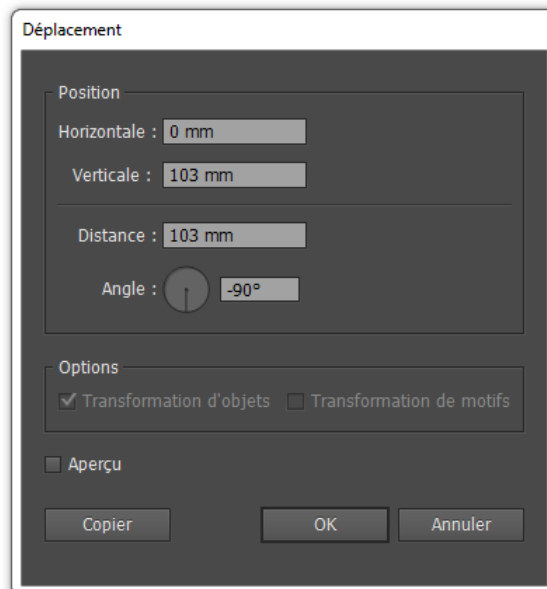 Déplacement
Position
Horizontale : 0 mm
Verticale : 103 mm
Distance : 103 mm
Angle : -90°
Options
Transformation d'objets Transformation de motifs
Aperçu
Copier OK Annuler